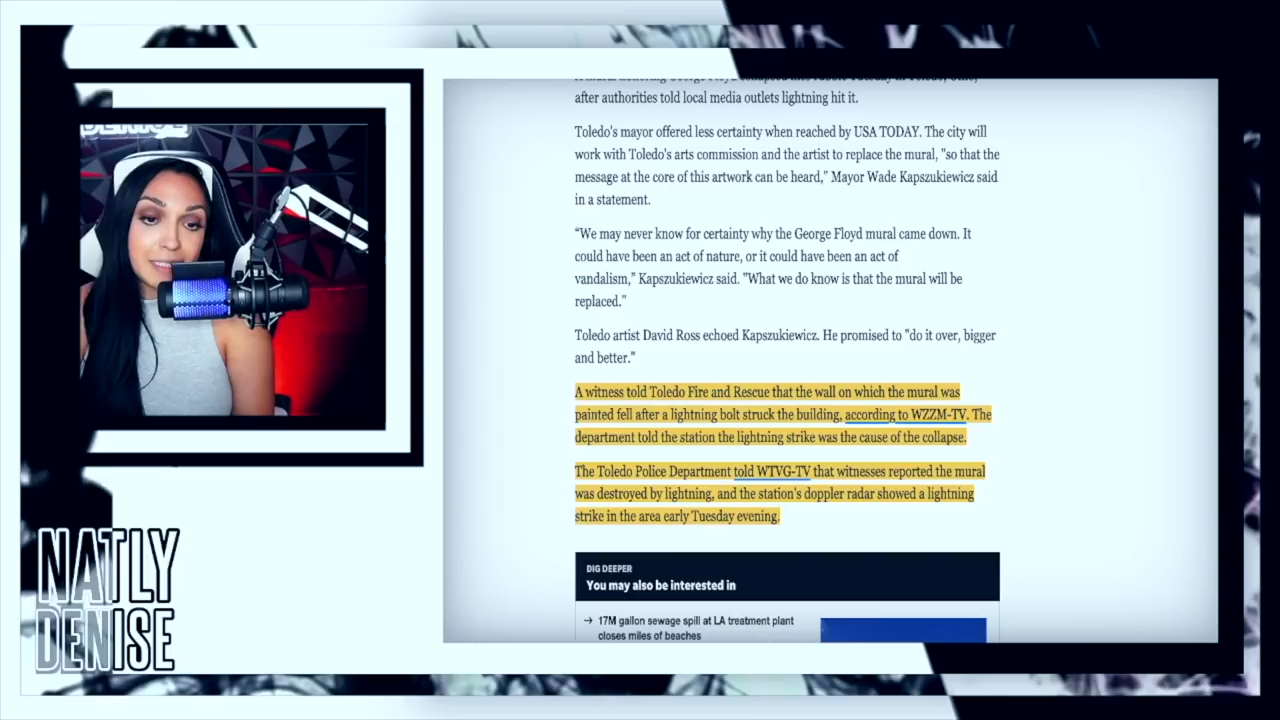 DENISE
after authorities told local media outlets lightning hit it.
Toledo's mayor offered less certainty when reached by USA TODAY. The city will
work with Toledo's arts commission and the artist to replace the mural, "so that the
message at the core of this artwork can be heard," Mayor Wade Kapszukiewicz said
in a statement.
“We may never know for certainty why the George Floyd mural came down. It
could have been an act of nature, or it could have been an act of
vandalism,” Kapszukiewicz said. "What we do know is that the mural will be
replaced."
Toledo artist David Ross echoed Kapszukiewicz. He promised to "do it over, bigger
and better."
A witness told Toledo Fire and Rescue that the wall on which the mural was
painted fell after a lightning bolt struck the building, according to WZZM-TV. The
department told the station the lightning strike was the cause of the collapse.
The Toledo Police Department told WTVG-TV that witnesses reported the mural
was destroyed by lightning, and the station's doppler radar showed a lightning
strike in the area early Tuesday evening.
DIG DEEPER
You may also be interested in
→ 17M gallon sewage spill at LA treatment plant
closes miles of beaches
NATLY
DENISE